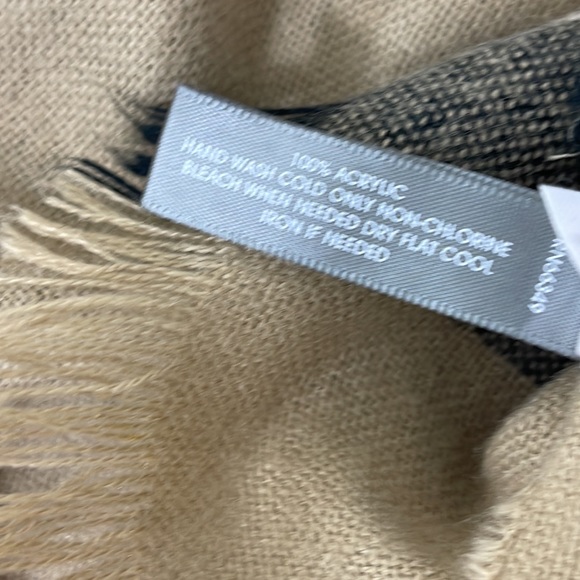 100% ACRYLIC
HAND WASH COLD ONLY NON-CHLORINE
BLEACH WHEN NEEDED DRY FLAT COOL
IRON IF NEEDED